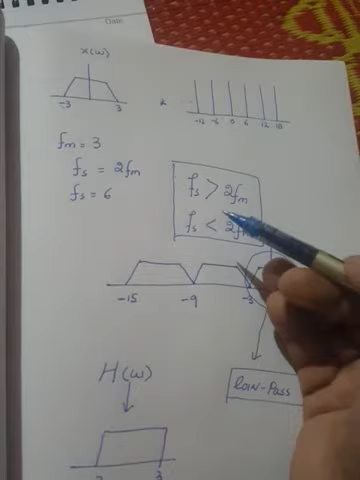 X(ω)
-3 3
&
-12 -6 0 6 12 18
fm = 3
fs = 2fm
fs = 6
fs > 2fm
fs < 2fm
-15 -9 -3
H(ω)
low-Pass
3